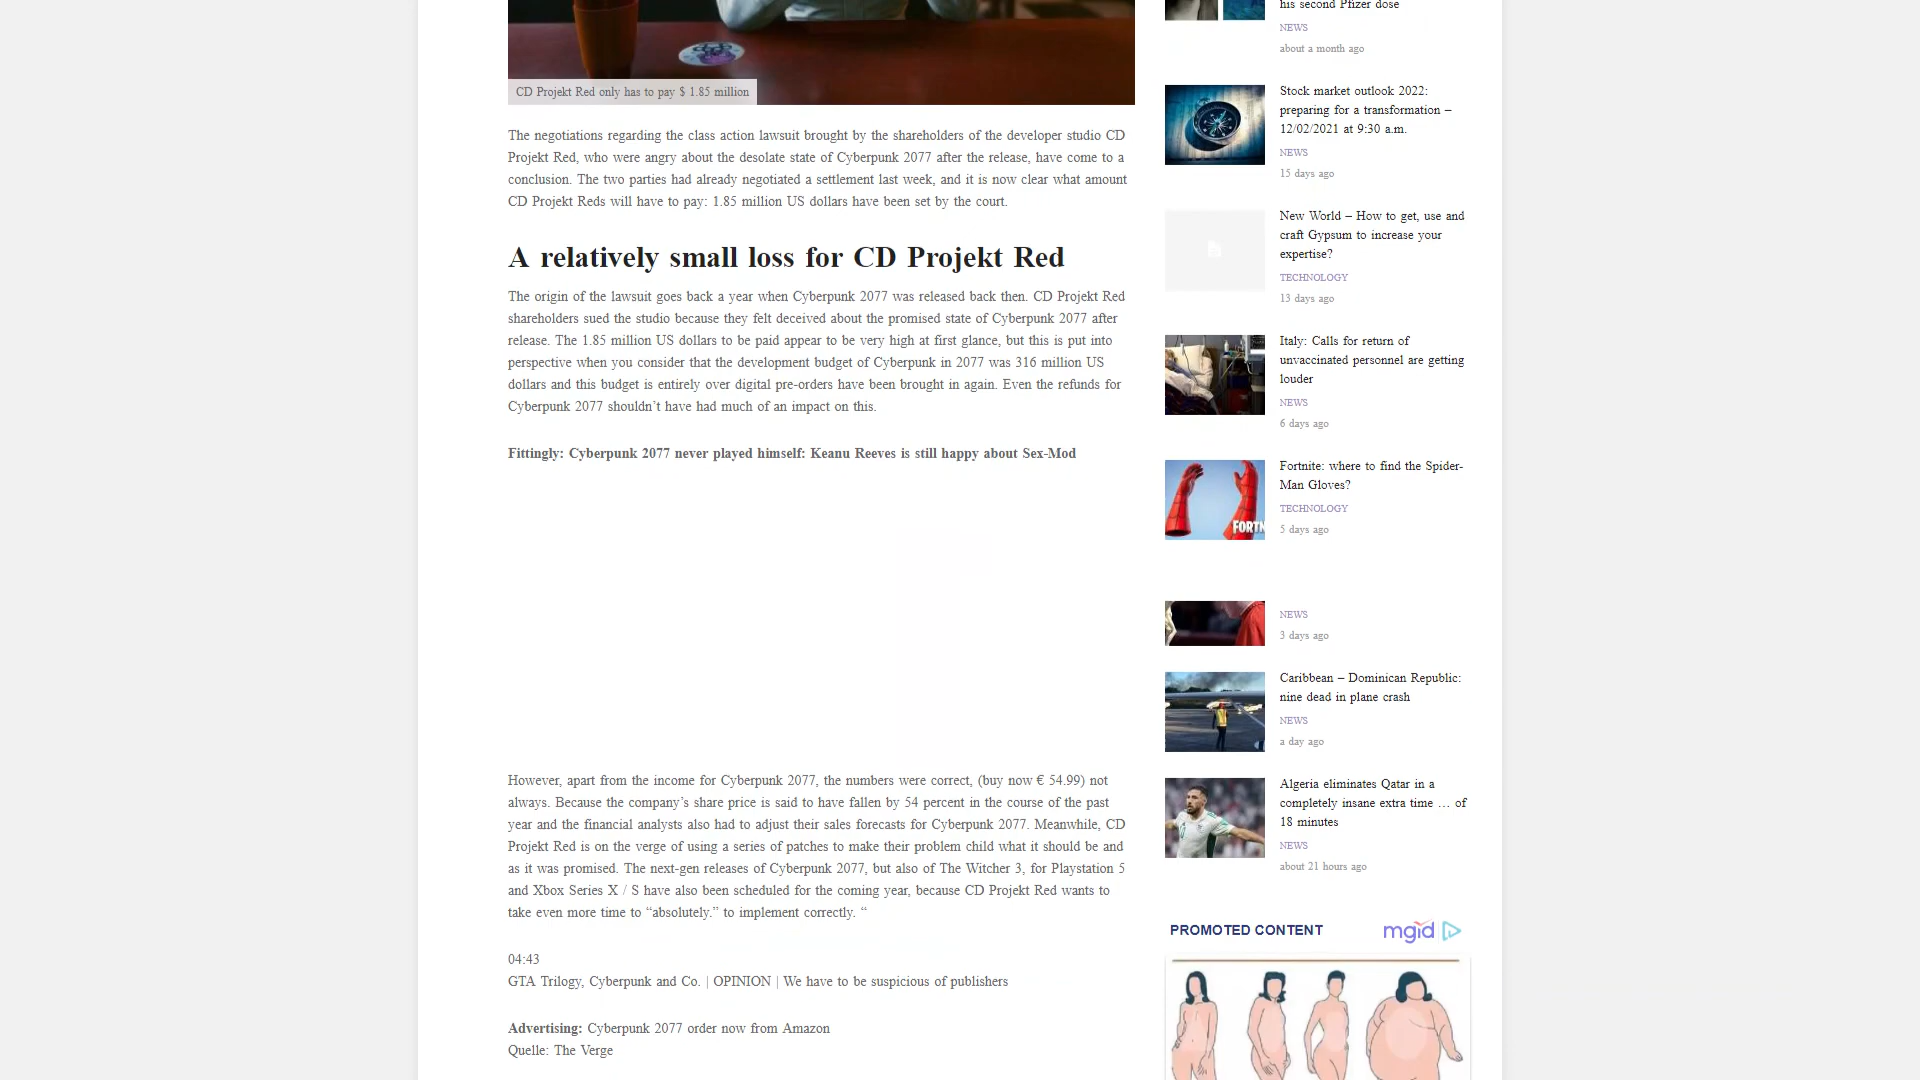 CD Projekt Red only has to pay $ 1.85 million
The negotiations regarding the class action lawsuit brought by the shareholders of the developer studio CD
Projekt Red, who were angry about the desolate state of Cyberpunk 2077 after the release, have come to a
conclusion. The two parties had already negotiated a settlement last week, and it is now clear what amount
CD Projekt Reds will have to pay: 1.85 million US dollars have been set by the court.
A relatively small loss for CD Projekt Red
The origin of the lawsuit goes back a year when Cyberpunk 2077 was released back then. CD Projekt Red
shareholders sued the studio because they felt deceived about the promised state of Cyberpunk 2077 after
release. The 1.85 million US dollars to be paid appear to be very high at first glance, but this is put into
perspective when you consider that the development budget of Cyberpunk in 2077 was 316 million US
dollars and this budget is entirely over digital pre-orders have been brought in again. Even the refunds for
Cyberpunk 2077 shouldn’t have had much of an impact on this.
Fittingly: Cyberpunk 2077 never played himself: Keanu Reeves is still happy about Sex-Mod
However, apart from the income for Cyberpunk 2077, the numbers were correct, (buy now € 54.99) not
always. Because the company’s share price is said to have fallen by 54 percent in the course of the past
year and the financial analysts also had to adjust their sales forecasts for Cyberpunk 2077. Meanwhile, CD
Projekt Red is on the verge of using a series of patches to make their problem child what it should be and
as it was promised. The next-gen releases of Cyberpunk 2077, but also of The Witcher 3, for Playstation 5
and Xbox Series X / S have also been scheduled for the coming year, because CD Projekt Red wants to
take even more time to “absolutely.” to implement correctly. “
04:43
GTA Trilogy, Cyberpunk and Co. | OPINION | We have to be suspicious of publishers
Advertising: Cyberpunk 2077 order now from Amazon
Quelle: The Verge
his second Pfizer dose
NEWS
about a month ago
Stock market outlook 2022:
preparing for a transformation –
12/02/2021 at 9:30 a.m.
NEWS
15 days ago
New World – How to get, use and
craft Gypsum to increase your
expertise?
TECHNOLOGY
13 days ago
Italy: Calls for return of
unvaccinated personnel are getting
louder
NEWS
6 days ago
Fortnite: where to find the Spider-
Man Gloves?
TECHNOLOGY
5 days ago
FORTN
NEWS
3 days ago
Caribbean – Dominican Republic:
nine dead in plane crash
NEWS
a day ago
Algeria eliminates Qatar in a
completely insane extra time … of
18 minutes
NEWS
about 21 hours ago
PROMOTED CONTENT
mgid